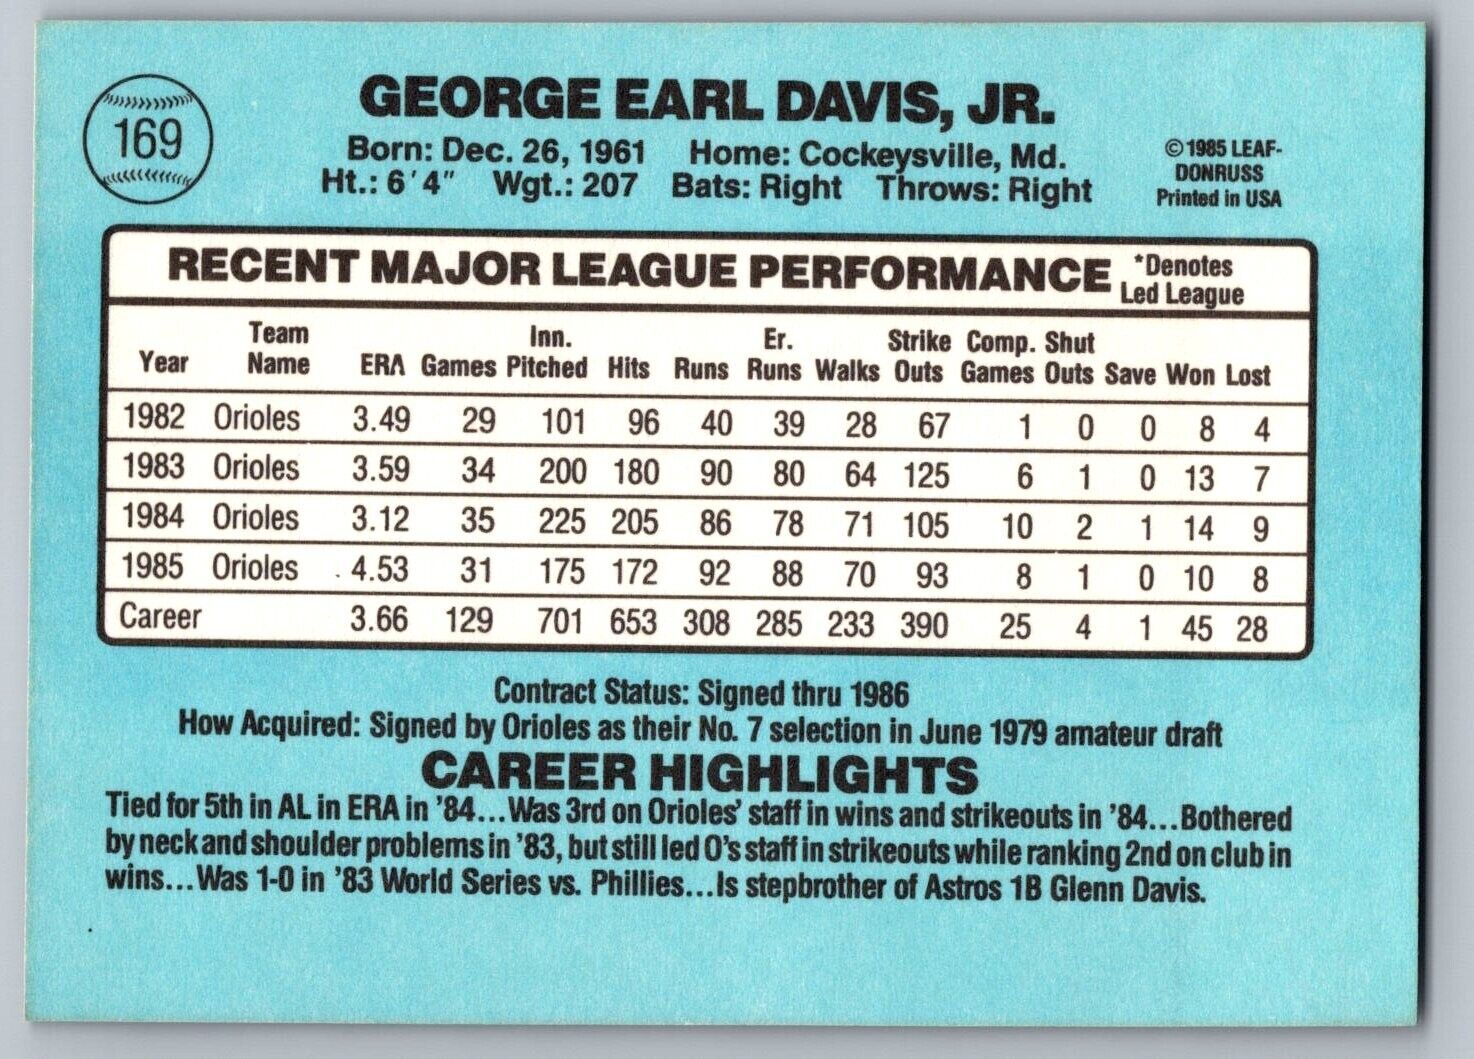 169
GEORGE EARL DAVIS, JR.
Born: Dec. 26, 1961 Home: Cockeysville, Md.
Ht.: 6'4" Wgt.: 207 Bats: Right Throws: Right
©1985 LEAF-
DONRUSS
Printed in USA
RECENT MAJOR LEAGUE PERFORMANCE
*Denotes
Led League
Team Inn. Er. Strike Comp. Shut
Year Name ERA Games Pitched Hits Runs Runs Walks Outs Games Outs Save Won Lost
1982 Orioles 3.49 29 101 96 40 39 28 67 1 0 0 8 4
1983 Orioles 3.59 34 200 180 90 80 64 125 6 1 0 13 7
1984 Orioles 3.12 35 225 205 86 78 71 105 10 2 1 14 9
1985 Orioles 4.53 31 175 172 92 88 70 93 8 1 0 10 8
Career 3.66 129 701 653 308 285 233 390 25 4 1 45 28
Contract Status: Signed thru 1986
How Acquired: Signed by Orioles as their No. 7 selection in June 1979 amateur draft
CAREER HIGHLIGHTS
Tied for 5th in AL in ERA in '84...Was 3rd on Orioles' staff in wins and strikeouts in '84...Bothered
by neck and shoulder problems in '83, but still led O's staff in strikeouts while ranking 2nd on club in
wins...Was 1-0 in '83 World Series vs. Phillies...Is stepbrother of Astros 1B Glenn Davis.